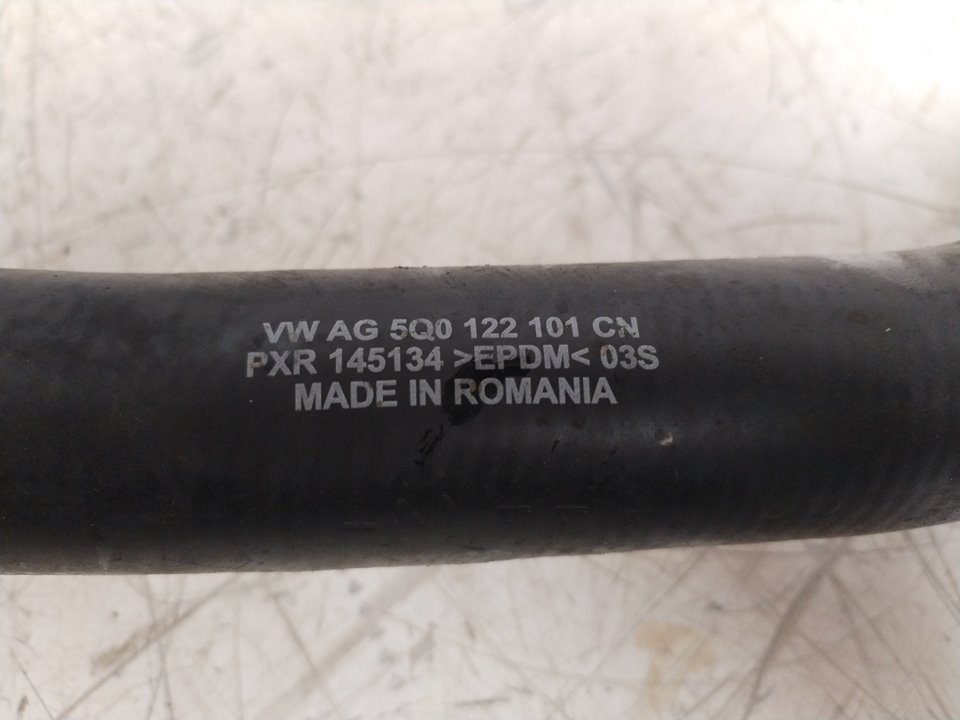 VW AG 5Q0 122 101 CN
PXR 145134 >EPDM< 03S
MADE IN ROMANIA